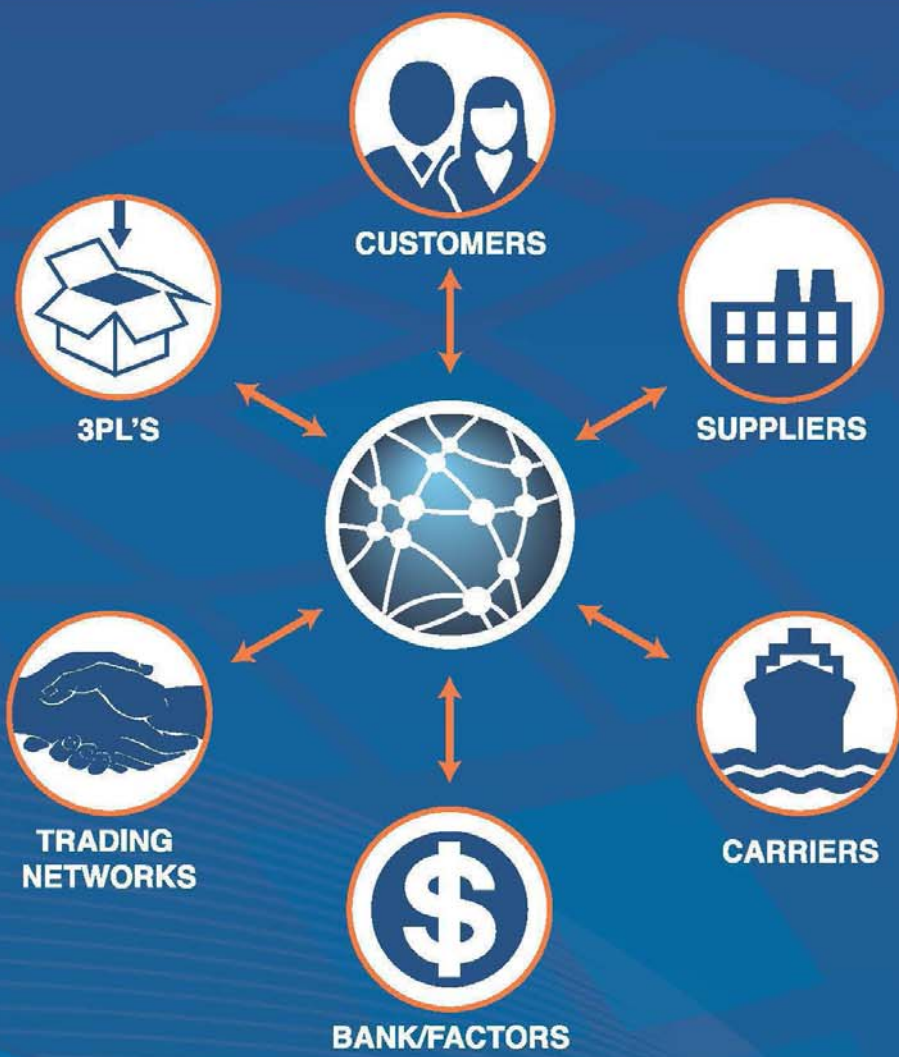 CUSTOMERS
3PL'S
SUPPLIERS
TRADING
NETWORKS
CARRIERS
$
BANK/FACTORS